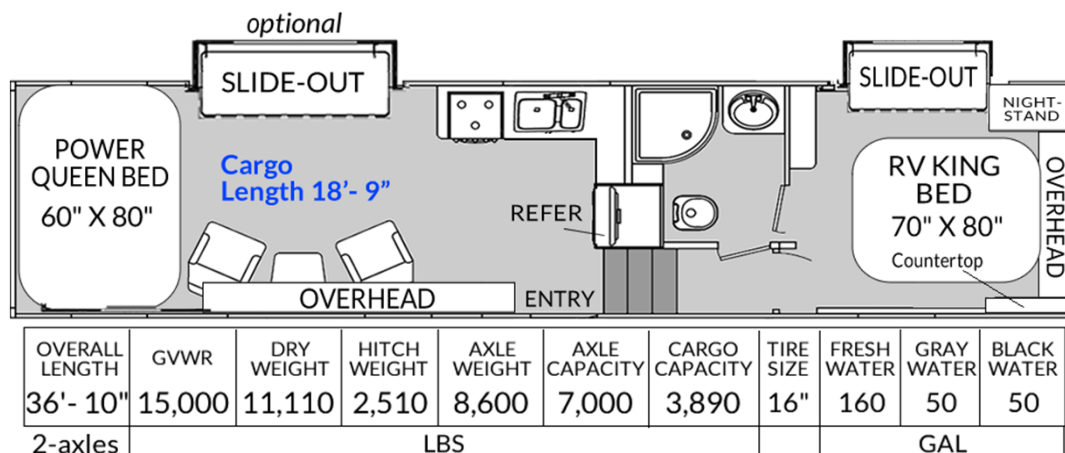 optional
SLIDE-OUT
SLIDE-OUT
NIGHT-
STAND
POWER
QUEEN BED
60" X 80"
Cargo
Length 18'- 9”
REFER
RV KING
BED
70" X 80"
OVERHEAD
Countertop
OVERHEAD
ENTRY
OVERALL LENGTH GVWR DRY WEIGHT HITCH WEIGHT AXLE WEIGHT AXLE CAPACITY CARGO CAPACITY TIRE SIZE FRESH WATER GRAY WATER BLACK WATER
36'- 10" 15,000 11,110 2,510 8,600 7,000 3,890 16" 160 50 50
2-axles LBS GAL